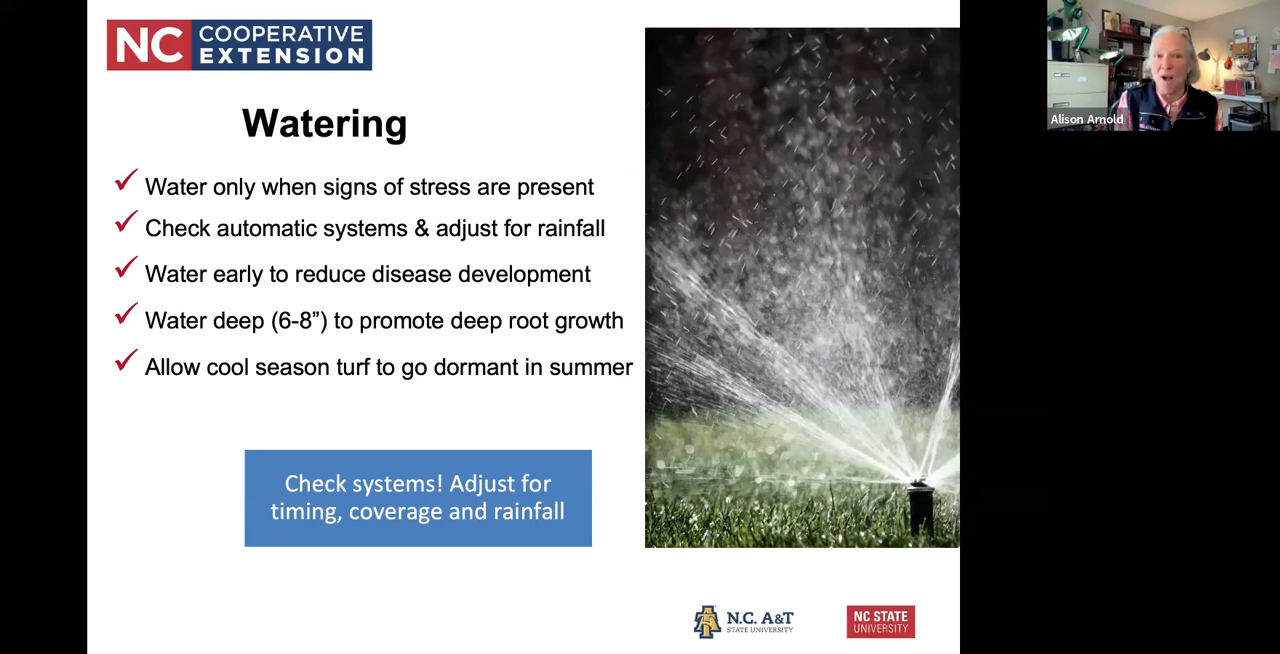 NC COOPERATIVE
EXTENSION
Alison Arnold
Watering
✓ Water only when signs of stress are present
✓ Check automatic systems & adjust for rainfall
✓ Water early to reduce disease development
✓ Water deep (6-8”) to promote deep root growth
✓ Allow cool season turf to go dormant in summer
Check systems! Adjust for
timing, coverage and rainfall
N.C. A&T
STATE UNIVERSITY
NC STATE
UNIVERSITY